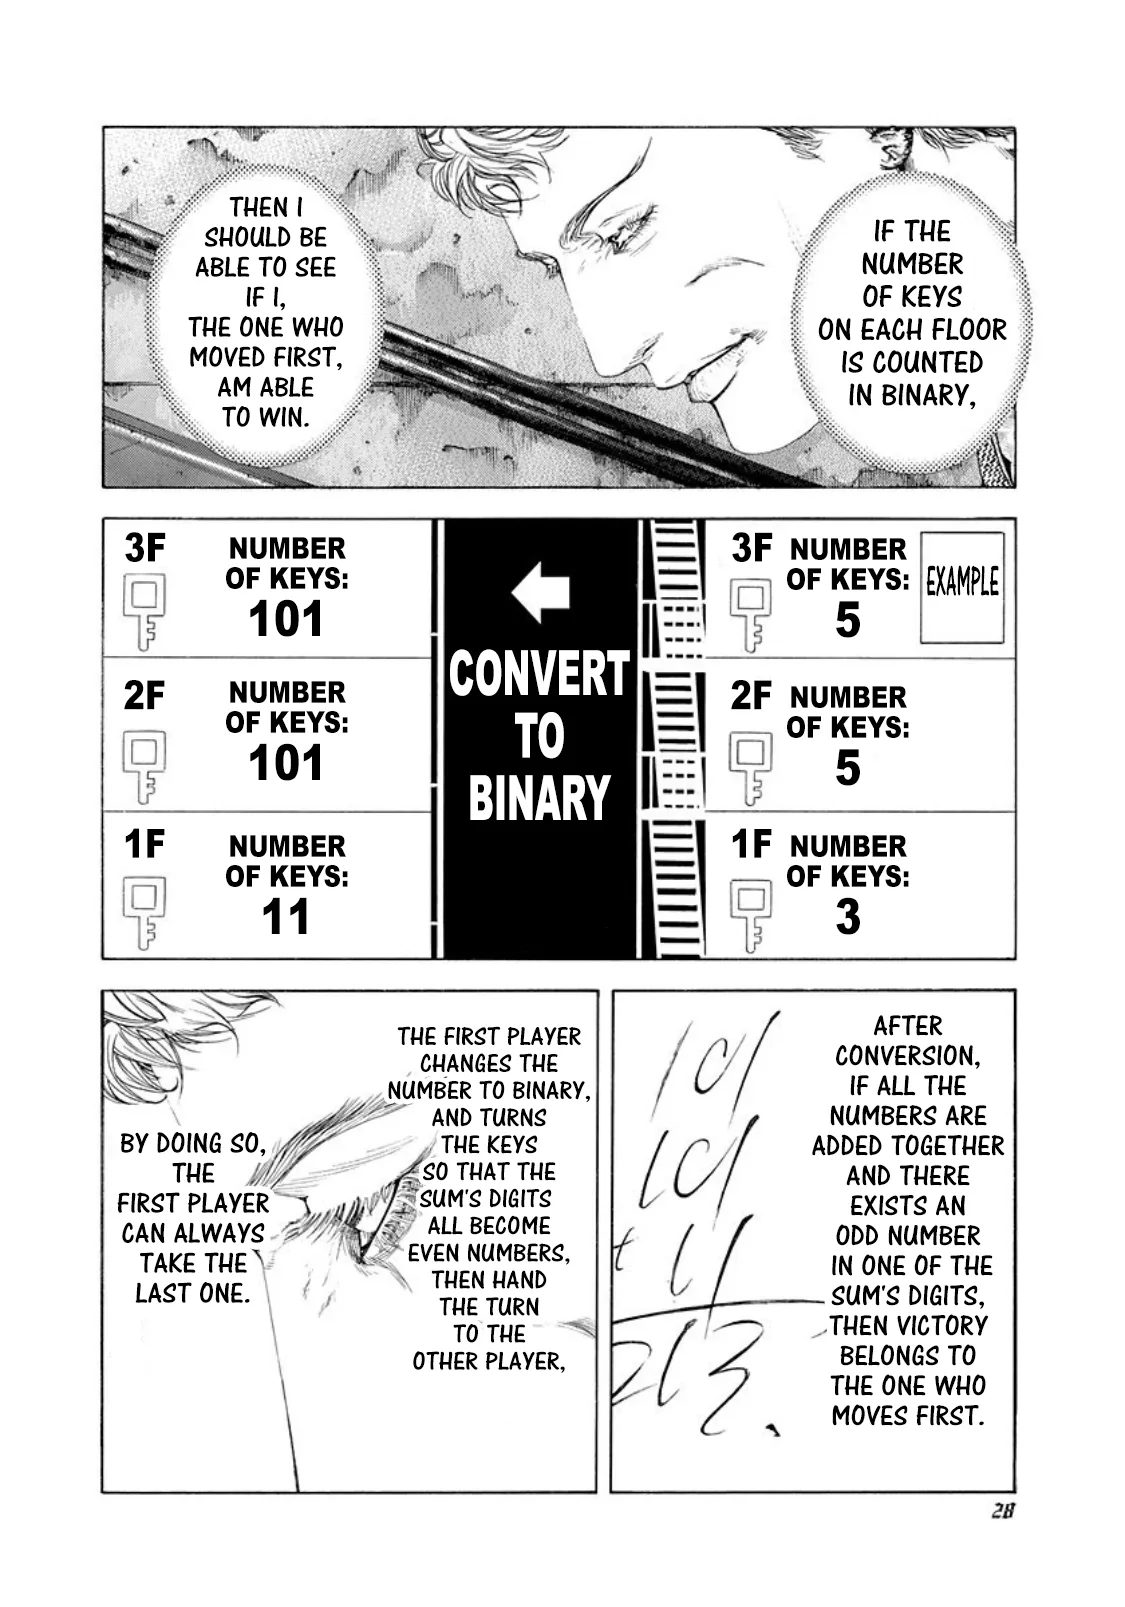 IF THE
NUMBER
OF KEYS
ON EACH FLOOR
IS COUNTED
IN BINARY,
THEN I
SHOULD BE
ABLE TO SEE
IF I,
THE ONE WHO
MOVED FIRST,
AM ABLE
TO WIN.
EXAMPLE
3F
NUMBER
OF KEYS:
5
2F
NUMBER
OF KEYS:
5
1F
NUMBER
OF KEYS:
3
CONVERT
TO
BINARY
3F
NUMBER
OF KEYS:
101
2F
NUMBER
OF KEYS:
101
1F
NUMBER
OF KEYS:
11
AFTER
CONVERSION,
IF ALL THE
NUMBERS ARE
ADDED TOGETHER
AND THERE
EXISTS AN
ODD NUMBER
IN ONE OF THE
SUM'S DIGITS,
THEN VICTORY
BELONGS TO
THE ONE WHO
MOVES FIRST.
101
101
+ 11
213
THE FIRST PLAYER
CHANGES THE
NUMBER TO BINARY,
AND TURNS
THE KEYS
SO THAT THE
SUM'S DIGITS
ALL BECOME
EVEN NUMBERS,
THEN HAND
THE TURN
TO THE
OTHER PLAYER,
BY DOING SO,
THE
FIRST PLAYER
CAN ALWAYS
TAKE THE
LAST ONE.
28